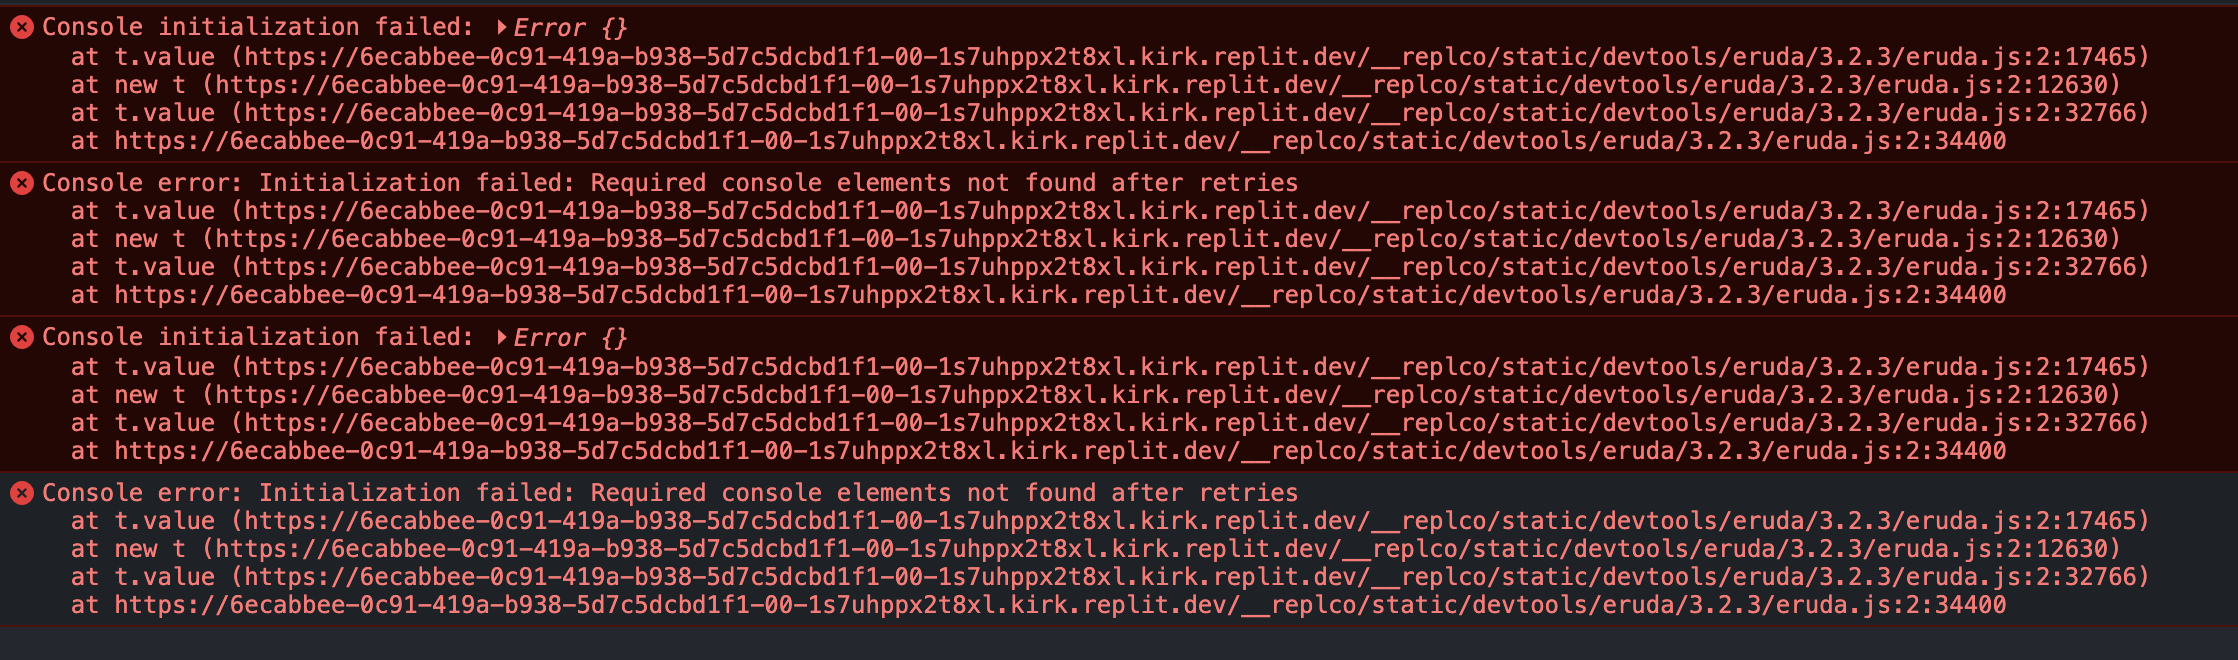 Console initialization failed: ▶Error {}
at t.value (https://6ecabbee-0c91-419a-b938-5d7c5dcbd1f1-00-1s7uhppx2t8xl.kirk.replit.dev/__replco/static/devtools/eruda/3.2.3/eruda.js:2:17465)
at new t (https://6ecabbee-0c91-419a-b938-5d7c5dcbd1f1-00-1s7uhppx2t8xl.kirk.replit.dev/__replco/static/devtools/eruda/3.2.3/eruda.js:2:12630)
at t.value (https://6ecabbee-0c91-419a-b938-5d7c5dcbd1f1-00-1s7uhppx2t8xl.kirk.replit.dev/__replco/static/devtools/eruda/3.2.3/eruda.js:2:32766)
at https://6ecabbee-0c91-419a-b938-5d7c5dcbd1f1-00-1s7uhppx2t8xl.kirk.replit.dev/__replco/static/devtools/eruda/3.2.3/eruda.js:2:34400
Console error: Initialization failed: Required console elements not found after retries
at t.value (https://6ecabbee-0c91-419a-b938-5d7c5dcbd1f1-00-1s7uhppx2t8xl.kirk.replit.dev/__replco/static/devtools/eruda/3.2.3/eruda.js:2:17465)
at new t (https://6ecabbee-0c91-419a-b938-5d7c5dcbd1f1-00-1s7uhppx2t8xl.kirk.replit.dev/__replco/static/devtools/eruda/3.2.3/eruda.js:2:12630)
at t.value (https://6ecabbee-0c91-419a-b938-5d7c5dcbd1f1-00-1s7uhppx2t8xl.kirk.replit.dev/__replco/static/devtools/eruda/3.2.3/eruda.js:2:32766)
at https://6ecabbee-0c91-419a-b938-5d7c5dcbd1f1-00-1s7uhppx2t8xl.kirk.replit.dev/__replco/static/devtools/eruda/3.2.3/eruda.js:2:34400
Console initialization failed: ▶Error {}
at t.value (https://6ecabbee-0c91-419a-b938-5d7c5dcbd1f1-00-1s7uhppx2t8xl.kirk.replit.dev/__replco/static/devtools/eruda/3.2.3/eruda.js:2:17465)
at new t (https://6ecabbee-0c91-419a-b938-5d7c5dcbd1f1-00-1s7uhppx2t8xl.kirk.replit.dev/__replco/static/devtools/eruda/3.2.3/eruda.js:2:12630)
at t.value (https://6ecabbee-0c91-419a-b938-5d7c5dcbd1f1-00-1s7uhppx2t8xl.kirk.replit.dev/__replco/static/devtools/eruda/3.2.3/eruda.js:2:32766)
at https://6ecabbee-0c91-419a-b938-5d7c5dcbd1f1-00-1s7uhppx2t8xl.kirk.replit.dev/__replco/static/devtools/eruda/3.2.3/eruda.js:2:34400
Console error: Initialization failed: Required console elements not found after retries
at t.value (https://6ecabbee-0c91-419a-b938-5d7c5dcbd1f1-00-1s7uhppx2t8xl.kirk.replit.dev/__replco/static/devtools/eruda/3.2.3/eruda.js:2:17465)
at new t (https://6ecabbee-0c91-419a-b938-5d7c5dcbd1f1-00-1s7uhppx2t8xl.kirk.replit.dev/__replco/static/devtools/eruda/3.2.3/eruda.js:2:12630)
at t.value (https://6ecabbee-0c91-419a-b938-5d7c5dcbd1f1-00-1s7uhppx2t8xl.kirk.replit.dev/__replco/static/devtools/eruda/3.2.3/eruda.js:2:32766)
at https://6ecabbee-0c91-419a-b938-5d7c5dcbd1f1-00-1s7uhppx2t8xl.kirk.replit.dev/__replco/static/devtools/eruda/3.2.3/eruda.js:2:34400